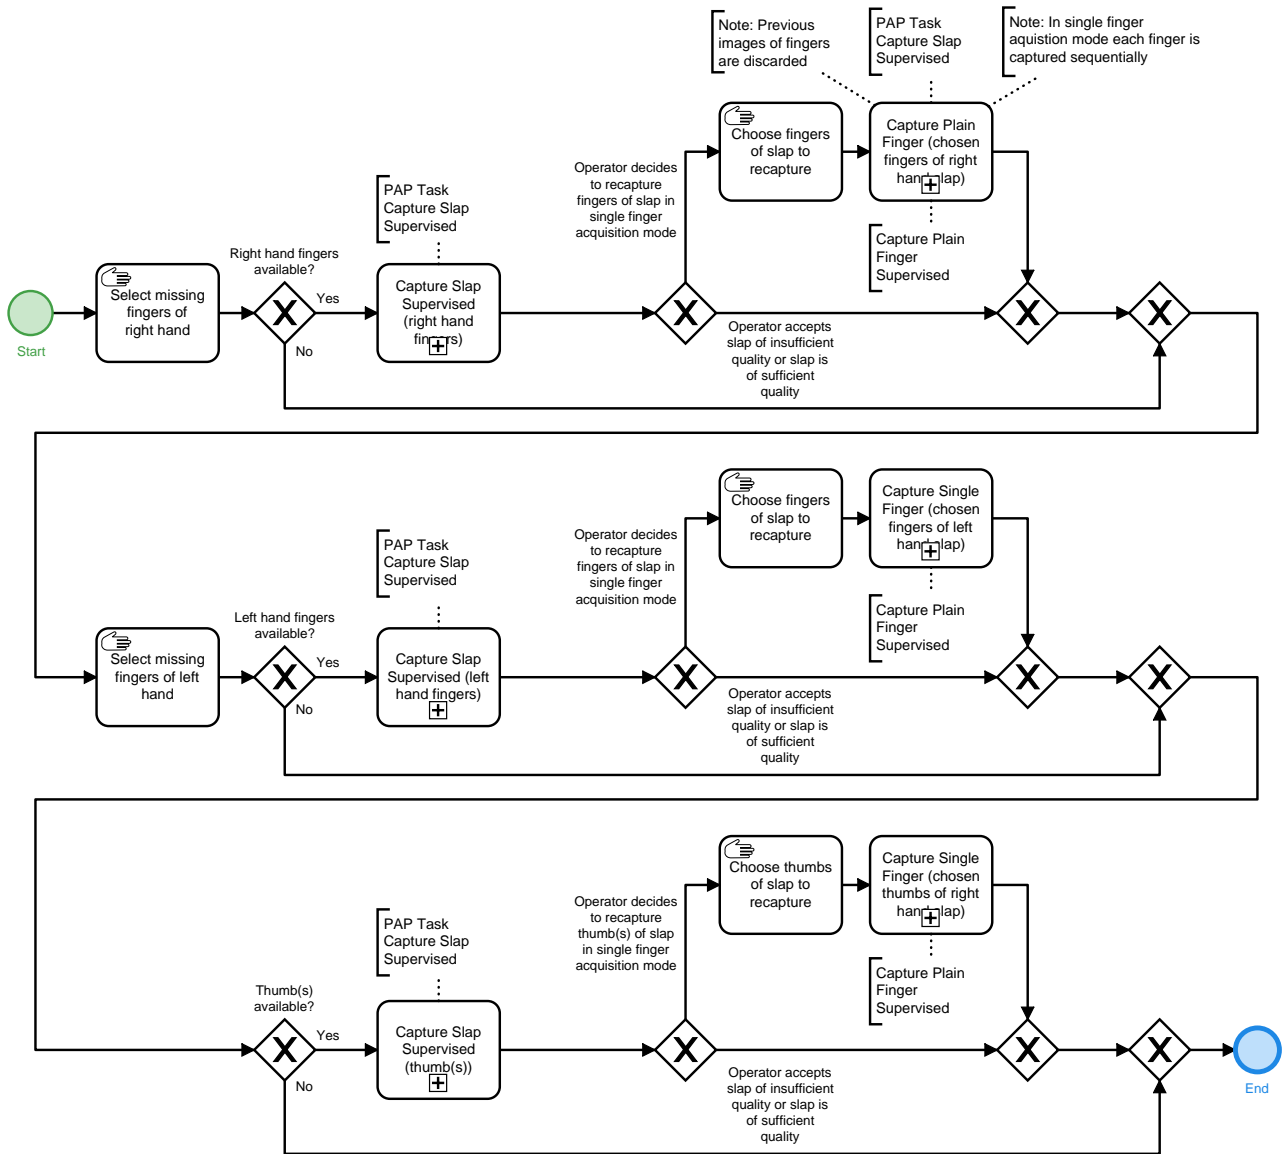 Note: Previous
images of fingers
are discarded
PAP Task
Capture Slap
Supervised
Note: In single finger
aquistion mode each finger is
captured sequentially
Choose fingers
of slap to
recapture
Capture Plain
Finger (chosen
fingers of right
hand slap)
Operator decides
to recapture
fingers of slap in
single finger
acquisition mode
PAP Task
Capture Slap
Supervised
Capture Plain
Finger
Supervised
Right hand fingers
available?
Start
Select missing
fingers of
right hand
Yes
No
Capture Slap
Supervised
(right hand
fingers)
Operator accepts
slap of insufficient
quality or slap is
of sufficient
quality
Choose fingers
of slap to
recapture
Capture Single
Finger (chosen
fingers of left
hand slap)
Operator decides
to recapture
fingers of slap in
single finger
acquisition mode
PAP Task
Capture Slap
Supervised
Capture Plain
Finger
Supervised
Left hand fingers
available?
Select missing
fingers of left
hand
Yes
No
Capture Slap
Supervised (left
hand fingers)
Operator accepts
slap of insufficient
quality or slap is
of sufficient
quality
Choose thumbs
of slap to
recapture
Capture Single
Finger (chosen
thumbs of right
hand slap)
Operator decides
to recapture
thumb(s) of slap
in single finger
acquisition mode
PAP Task
Capture Slap
Supervised
Capture Plain
Finger
Supervised
Thumb(s)
available?
Yes
No
Capture Slap
Supervised
(thumb(s))
Operator accepts
slap of insufficient
quality or slap is
of sufficient
quality
End